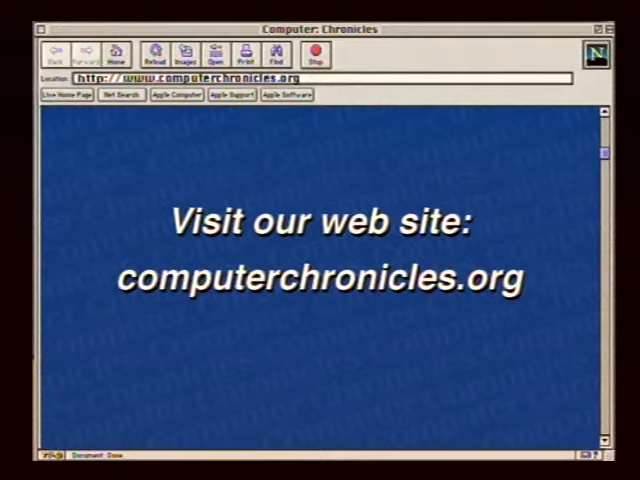 Computer: Chronicles
Back Forward Home Reload Images Open Print Find Stop
Location: http://www.computerchronicles.org
Live Home Page Net Search Apple Computer Apple Support Apple Software
N
Visit our web site:
computerchronicles.org
Document: Done